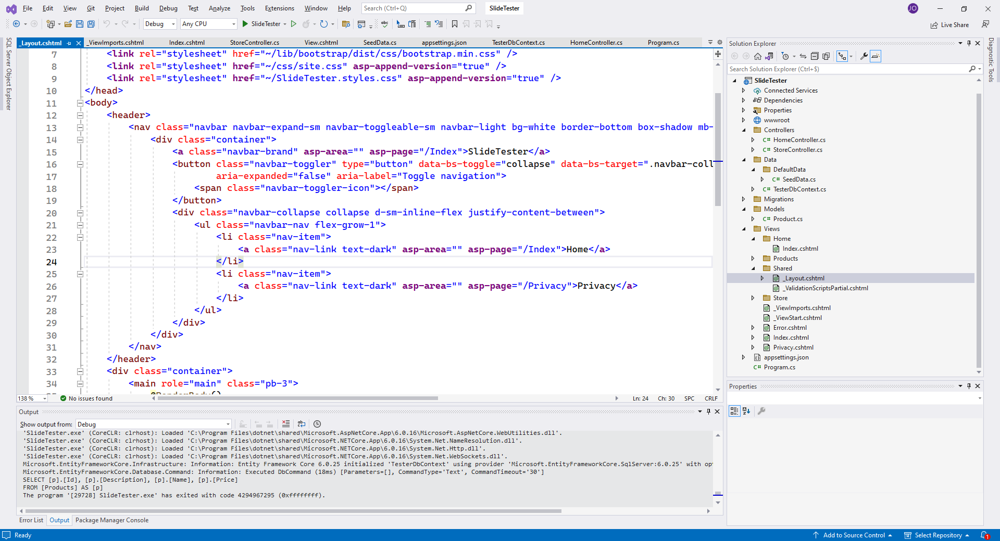 File Edit View Git Project Build Debug Test Analyze Tools Extensions Window Help Search (Ctrl+Q) SlideTester JO
Debug Any CPU SlideTester Live Share
SQL Server Object Explorer
_Layout.cshtml _ViewImports.cshtml Index.cshtml StoreController.cs View.cshtml SeedData.cs appsettings.json TesterDbContext.cs HomeController.cs Program.cs
7 <link rel="stylesheet" href="~/lib/bootstrap/dist/css/bootstrap.min.css" />
8 <link rel="stylesheet" href="~/css/site.css" asp-append-version="true" />
9 <link rel="stylesheet" href="~/SlideTester.styles.css" asp-append-version="true" />
10 </head>
11 <body>
12 <header>
13 <nav class="navbar navbar-expand-sm navbar-toggleable-sm navbar-light bg-white border-bottom box-shadow mb-
14 <div class="container">
15 <a class="navbar-brand" asp-area="" asp-page="/Index">SlideTester</a>
16 <button class="navbar-toggler" type="button" data-bs-toggle="collapse" data-bs-target=".navbar-coll
17 aria-expanded="false" aria-label="Toggle navigation">
18 <span class="navbar-toggler-icon"></span>
19 </button>
20 <div class="navbar-collapse collapse d-sm-inline-flex justify-content-between">
21 <ul class="navbar-nav flex-grow-1">
22 <li class="nav-item">
23 <a class="nav-link text-dark" asp-area="" asp-page="/Index">Home</a>
24 </li>
25 <li class="nav-item">
26 <a class="nav-link text-dark" asp-area="" asp-page="/Privacy">Privacy</a>
27 </li>
28 </ul>
29 </div>
30 </div>
31 </nav>
32 </header>
33 <div class="container">
34 <main role="main" class="pb-3">
138 % No issues found Ln: 24 Ch: 30 SPC CRLF
Output
Show output from: Debug
'SlideTester.exe' (CoreCLR: clrhost): Loaded 'C:\Program Files\dotnet\shared\Microsoft.AspNetCore.App\6.0.16\Microsoft.AspNetCore.WebUtilities.dll'.
'SlideTester.exe' (CoreCLR: clrhost): Loaded 'C:\Program Files\dotnet\shared\Microsoft.NETCore.App\6.0.16\System.Net.NameResolution.dll'.
'SlideTester.exe' (CoreCLR: clrhost): Loaded 'C:\Program Files\dotnet\shared\Microsoft.NETCore.App\6.0.16\System.Net.Http.dll'.
'SlideTester.exe' (CoreCLR: clrhost): Loaded 'C:\Program Files\dotnet\shared\Microsoft.NETCore.App\6.0.16\System.Net.WebSockets.dll'.
Microsoft.EntityFrameworkCore.Infrastructure: Information: Entity Framework Core 6.0.25 initialized 'TesterDbContext' using provider 'Microsoft.EntityFrameworkCore.SqlServer:6.0.25' with opt
Microsoft.EntityFrameworkCore.Database.Command: Information: Executed DbCommand (18ms) [Parameters=[], CommandType='Text', CommandTimeout='30']
SELECT [p].[Id], [p].[Description], [p].[Name], [p].[Price]
FROM [Products] AS [p]
The program '[29728] SlideTester.exe' has exited with code 4294967295 (0xffffffff).
Error List Output Package Manager Console
Solution Explorer
Search Solution Explorer (Ctrl+$)
SlideTester
Connected Services
Dependencies
Properties
wwwroot
Controllers
C# HomeController.cs
C# StoreController.cs
Data
DefaultData
C# SeedData.cs
C# TesterDbContext.cs
Migrations
Models
C# Product.cs
Views
Home
Index.cshtml
Products
Shared
_Layout.cshtml
_ValidationScriptsPartial.cshtml
Store
_ViewImports.cshtml
_ViewStart.cshtml
Error.cshtml
Index.cshtml
Privacy.cshtml
appsettings.json
C# Program.cs
Properties
Diagnostic Tools
Ready Add to Source Control Select Repository 1